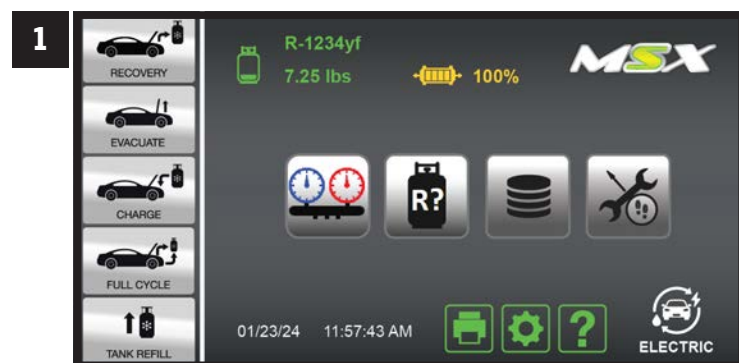 1
RECOVERY
EVACUATE
CHARGE
FULL CYCLE
TANK REFILL
R-1234yf
7.25 lbs
100%
MSX
R?
01/23/24 11:57:43 AM
?
ELECTRIC